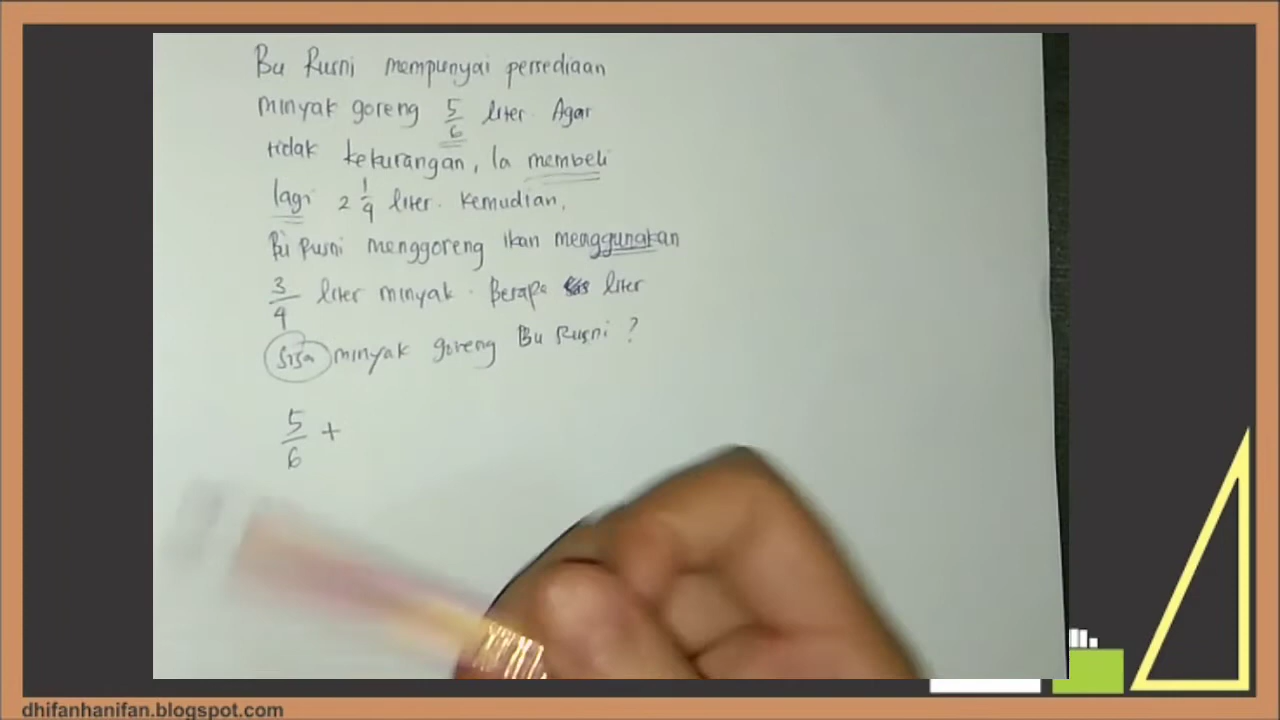 Bu Rusni mempunyai persediaan
minyak goreng 5/6 liter. Agar
tidak kekurangan, Ia membeli
lagi 2 1/4 liter. Kemudian,
Bu Rusni menggoreng ikan menggunakan
3/4 liter minyak. Berapa liter
sisa minyak goreng Bu Rusni?
5/6 +
dhifanhanifan.blogspot.com